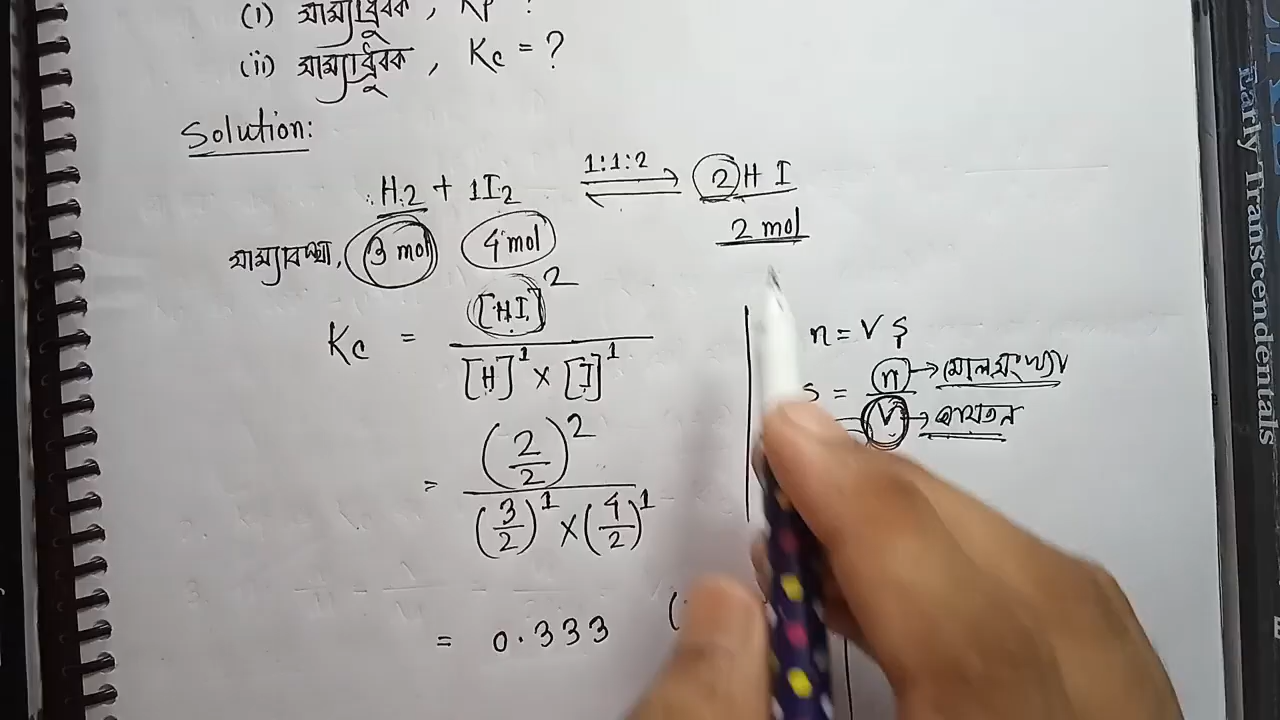 (i) সাম্যধ্রুবক, Kp = ?
(ii) সাম্যধ্রুবক, Kc = ?
Solution:
H2 + 1I2 1:1:2 ⇌ 2HI
সাম্যাবস্থা, 3 mol 4 mol 2 mol
Kc = [HI]^2 / [H]^1 × [I]^1
= (2/2)^2 / (3/2)^1 × (4/2)^1
= 0.333 (
n = VS
S = n / V
n → মোলসংখ্যা
V → আয়তন
Early Transcendentals